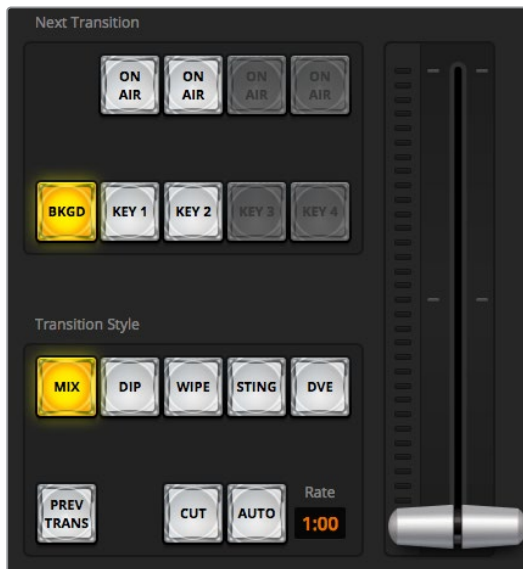 Next Transition
ON AIR ON AIR ON AIR ON AIR
BKGD KEY 1 KEY 2 KEY 3 KEY 4
Transition Style
MIX DIP WIPE STING DVE
Rate
PREV TRANS CUT AUTO 1:00